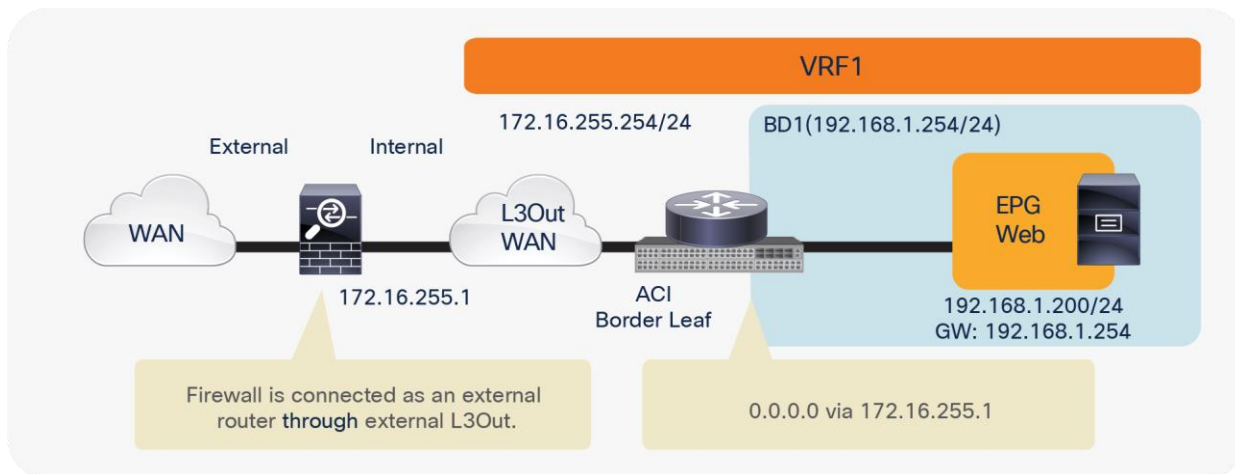 VRF1
172.16.255.254/24
BD1(192.168.1.254/24)
External
Internal
WAN
L3Out
WAN
EPG
Web
172.16.255.1
ACI
Border Leaf
192.168.1.200/24
GW: 192.168.1.254
Firewall is connected as an external
router through external L3Out.
0.0.0.0 via 172.16.255.1